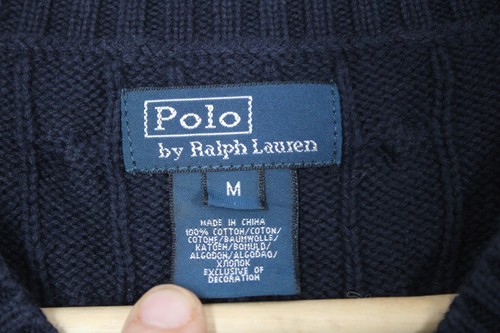 Polo
by Ralph Lauren
M
MADE IN CHINA
100% COTTON/COTON/
COTONE/BAUMWOLLE/
KATOEN/BOMULD/
ALGODON/ALGODAO/
ХЛОПОК
EXCLUSIVE OF
DECORATION